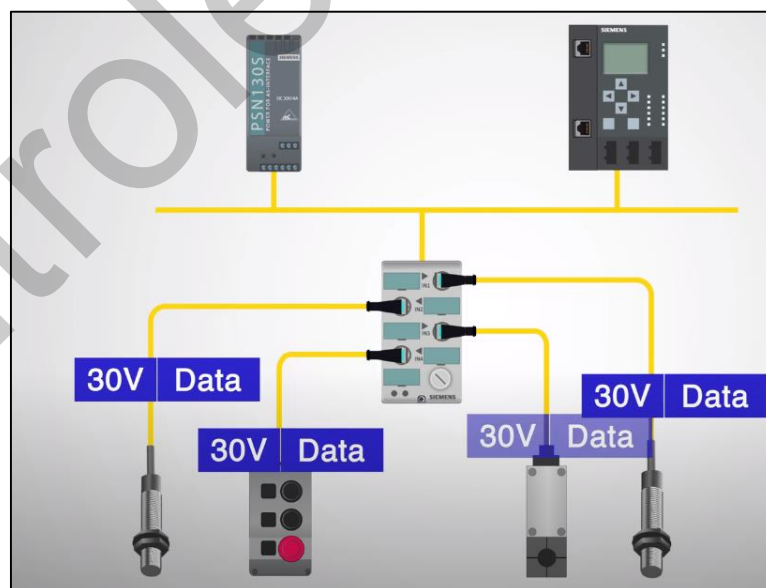 SIEMENS
PSN130S
POWER FOR AS-INTERFACE
SIEMENS
IN1
IN2
IN3
IN4
SIEMENS
30V Data
30V Data
30V Data
30V Data